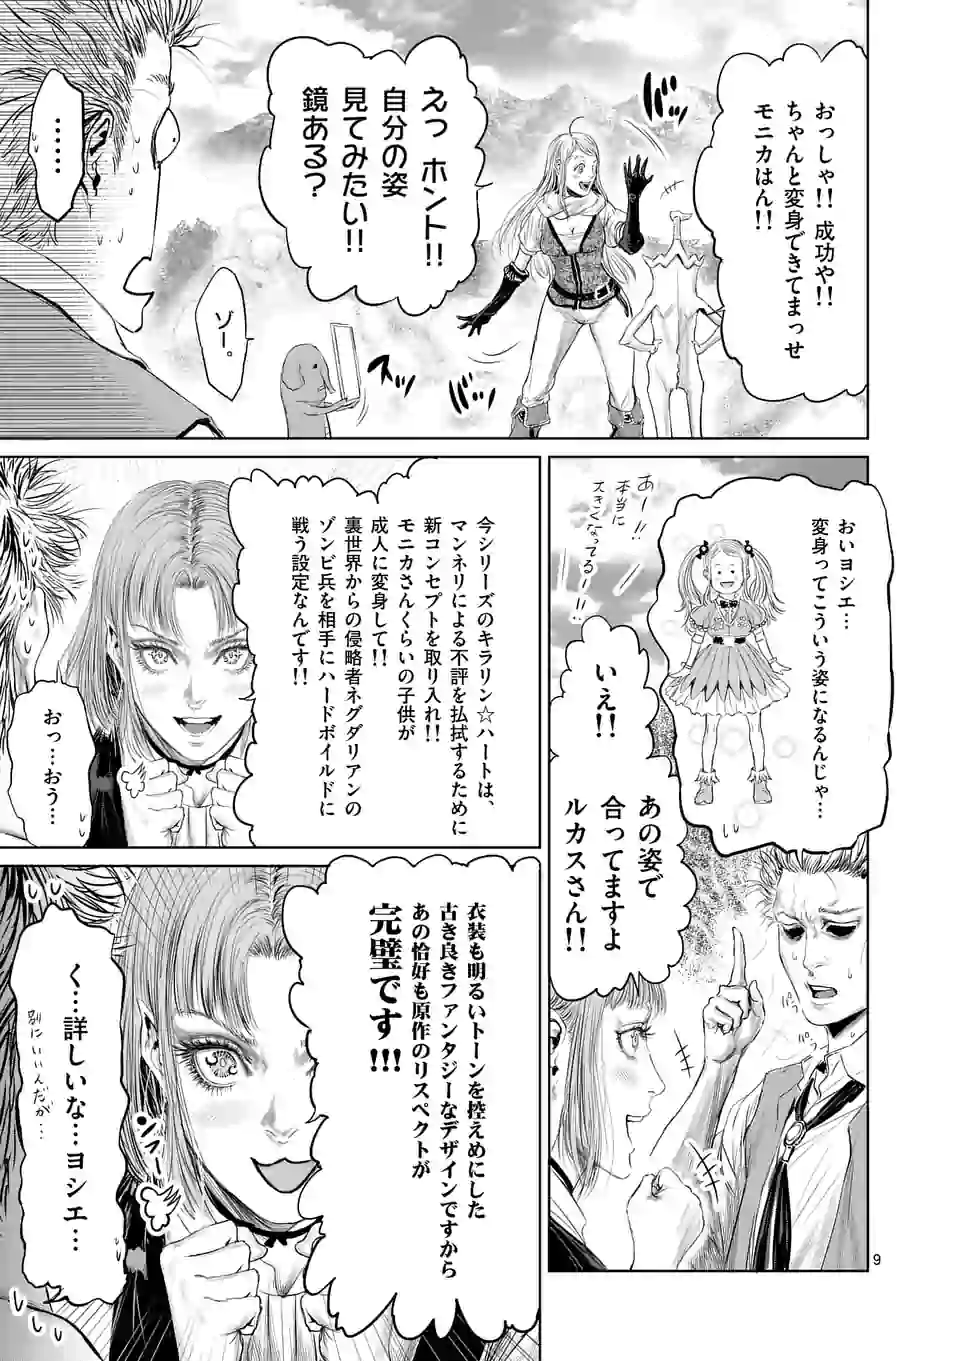 おっしゃ!!成功や!!
ちゃんと変身できてまっせ
モニカはん!!
えっ ホント!!
自分の姿
見てみたい!!
鏡ある?
ゾー。
………
おいヨシエ…
変身ってこういう姿になるんじゃ…
あー!!
本当に
大きくなってるー!
いえ!!
あの姿で
合ってますよ
ルカスさん!!
今シリーズのキラリン☆ハートは、
マンネリによる不評を払拭するために
新コンセプトを取り入れ!!
モニカさんくらいの子供が
成人に変身して!!
裏世界からの侵略者ネグダリアンの
ゾンビ兵を相手にハードボイルドに
戦う設定なんです!!
おっ…おう…
衣装も明るいトーンを控えめにした
古き良きファンタジーなデザインですから
あの恰好も原作のリスペクトが
完璧です!!!
く…詳しいな…ヨシエ…
別にいいんだが…
ンフー
9